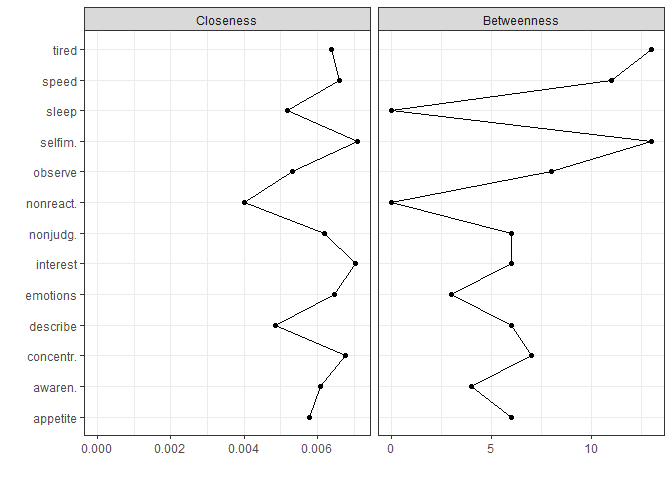 Closeness Betweenness
tired
speed
sleep
selfim.
observe
nonreact.
nonjudg.
interest
emotions
describe
concentr.
awaren.
appetite
0.000 0.002 0.004 0.006 0 5 10